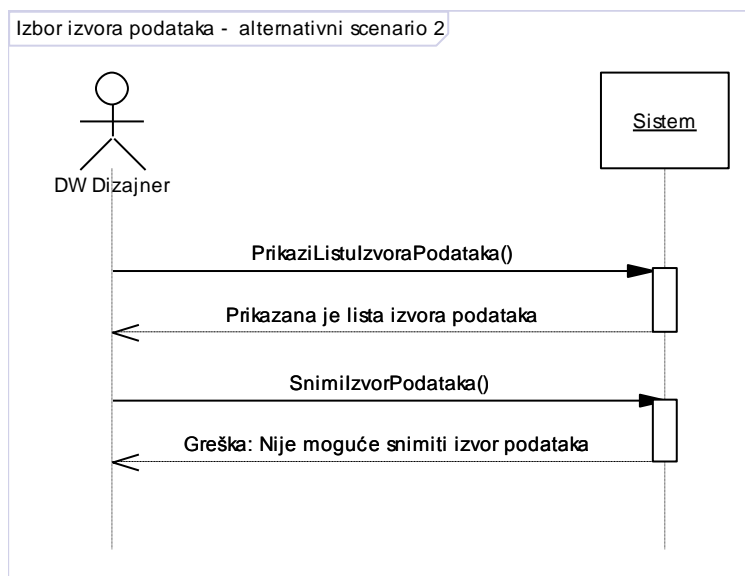 Izbor izvora podataka -  alternativni scenario 2
Sistem
DW Dizajner
PrikaziListuIzvoraPodataka()
Prikazana je lista izvora podataka
SnimiIzvorPodataka()
Greška: Nije moguće snimiti izvor podataka